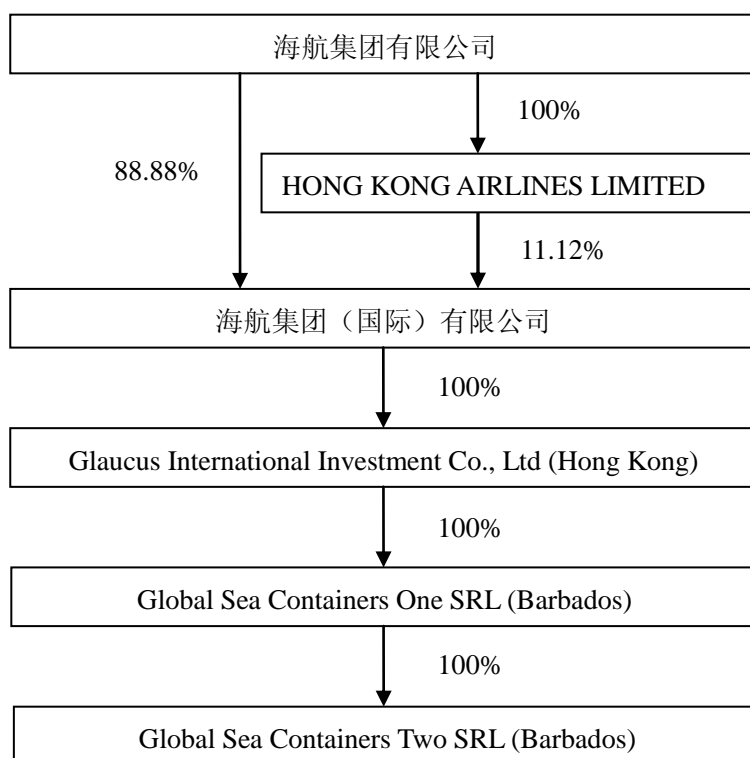 海航集团有限公司
100%
88.88%
HONG KONG AIRLINES LIMITED
11.12%
海航集团（国际）有限公司
100%
Glaucus International Investment Co., Ltd (Hong Kong)
100%
Global Sea Containers One SRL (Barbados)
100%
Global Sea Containers Two SRL (Barbados)